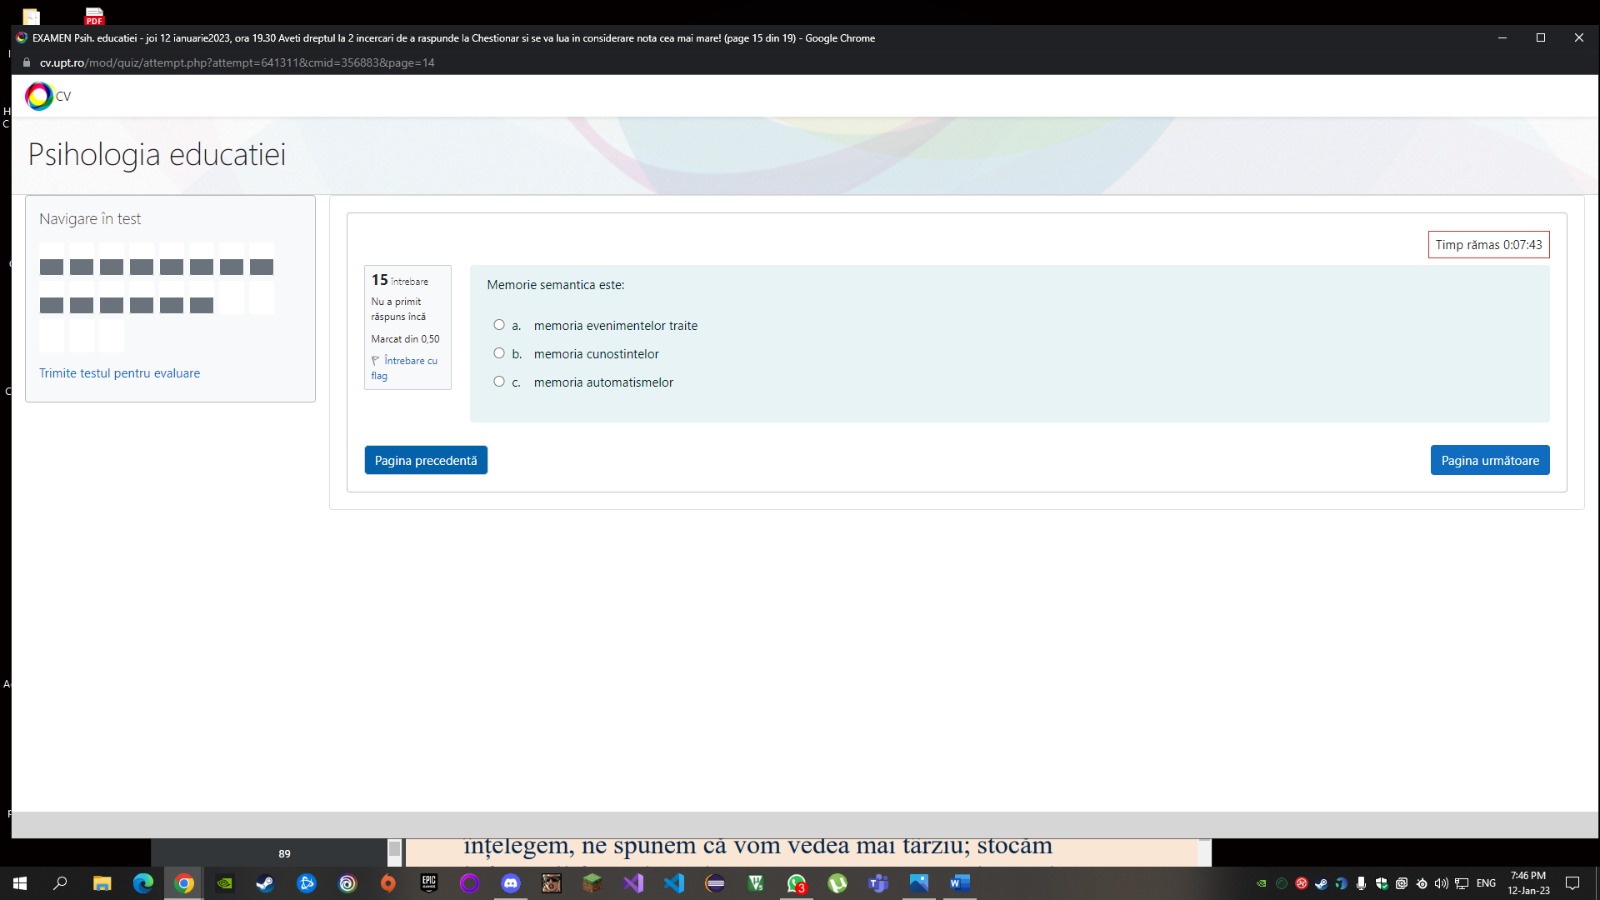 PDF
EXAMEN Psih. educatiei - joi 12 ianuarie2023, ora 19.30 Aveti dreptul la 2 incercari de a raspunde la Chestionar si se va lua in considerare nota cea mai mare! (page 15 din 19) - Google Chrome
cv.upt.ro/mod/quiz/attempt.php?attempt=641311&cmid=356883&page=14
CV
Psihologia educatiei
Navigare în test
Trimite testul pentru evaluare
Timp rămas 0:07:43
15 întrebare
Nu a primit
răspuns încă
Marcat din 0,50
Întrebare cu
flag
Memorie semantica este:
a. memoria evenimentelor traite
b. memoria cunostintelor
c. memoria automatismelor
Pagina precedentă
Pagina următoare
89
înțelegem, ne spunem că vom vedea mai târziu; stocăm
EPIC
3
ENG
7:46 PM
12-Jan-23